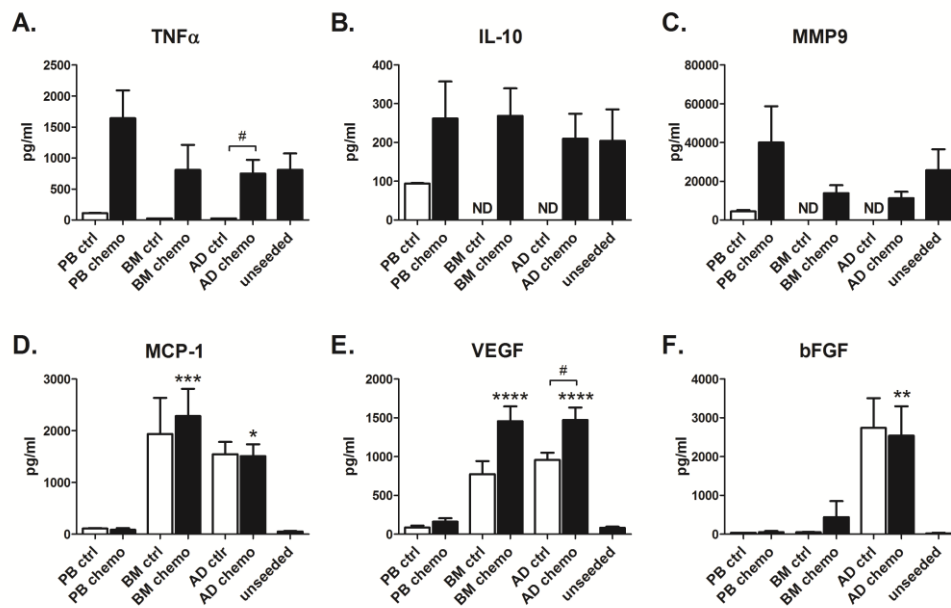 A.
TNFα
2500
2000
1500
1000
500
0
pg/ml
#
PB ctrl
PB chemo
BM ctrl
BM chemo
AD ctrl
AD chemo
unseeded
B.
IL-10
400
300
200
100
0
pg/ml
ND
ND
PB ctrl
PB chemo
BM ctrl
BM chemo
AD ctrl
AD chemo
unseeded
C.
MMP9
80000
60000
40000
20000
0
pg/ml
ND
ND
PB ctrl
PB chemo
BM ctrl
BM chemo
AD ctrl
AD chemo
unseeded
D.
MCP-1
3000
2000
1000
0
pg/ml
***
*
PB ctrl
PB chemo
BM ctrl
BM chemo
AD ctlr
AD chemo
unseeded
E.
VEGF
2000
1500
1000
500
0
pg/ml
****
#
****
PB ctrl
PB chemo
BM ctrl
BM chemo
AD ctrl
AD chemo
unseeded
F.
bFGF
4000
3000
2000
1000
0
pg/ml
**
PB ctrl
PB chemo
BM ctrl
BM chemo
AD ctrl
AD chemo
unseeded